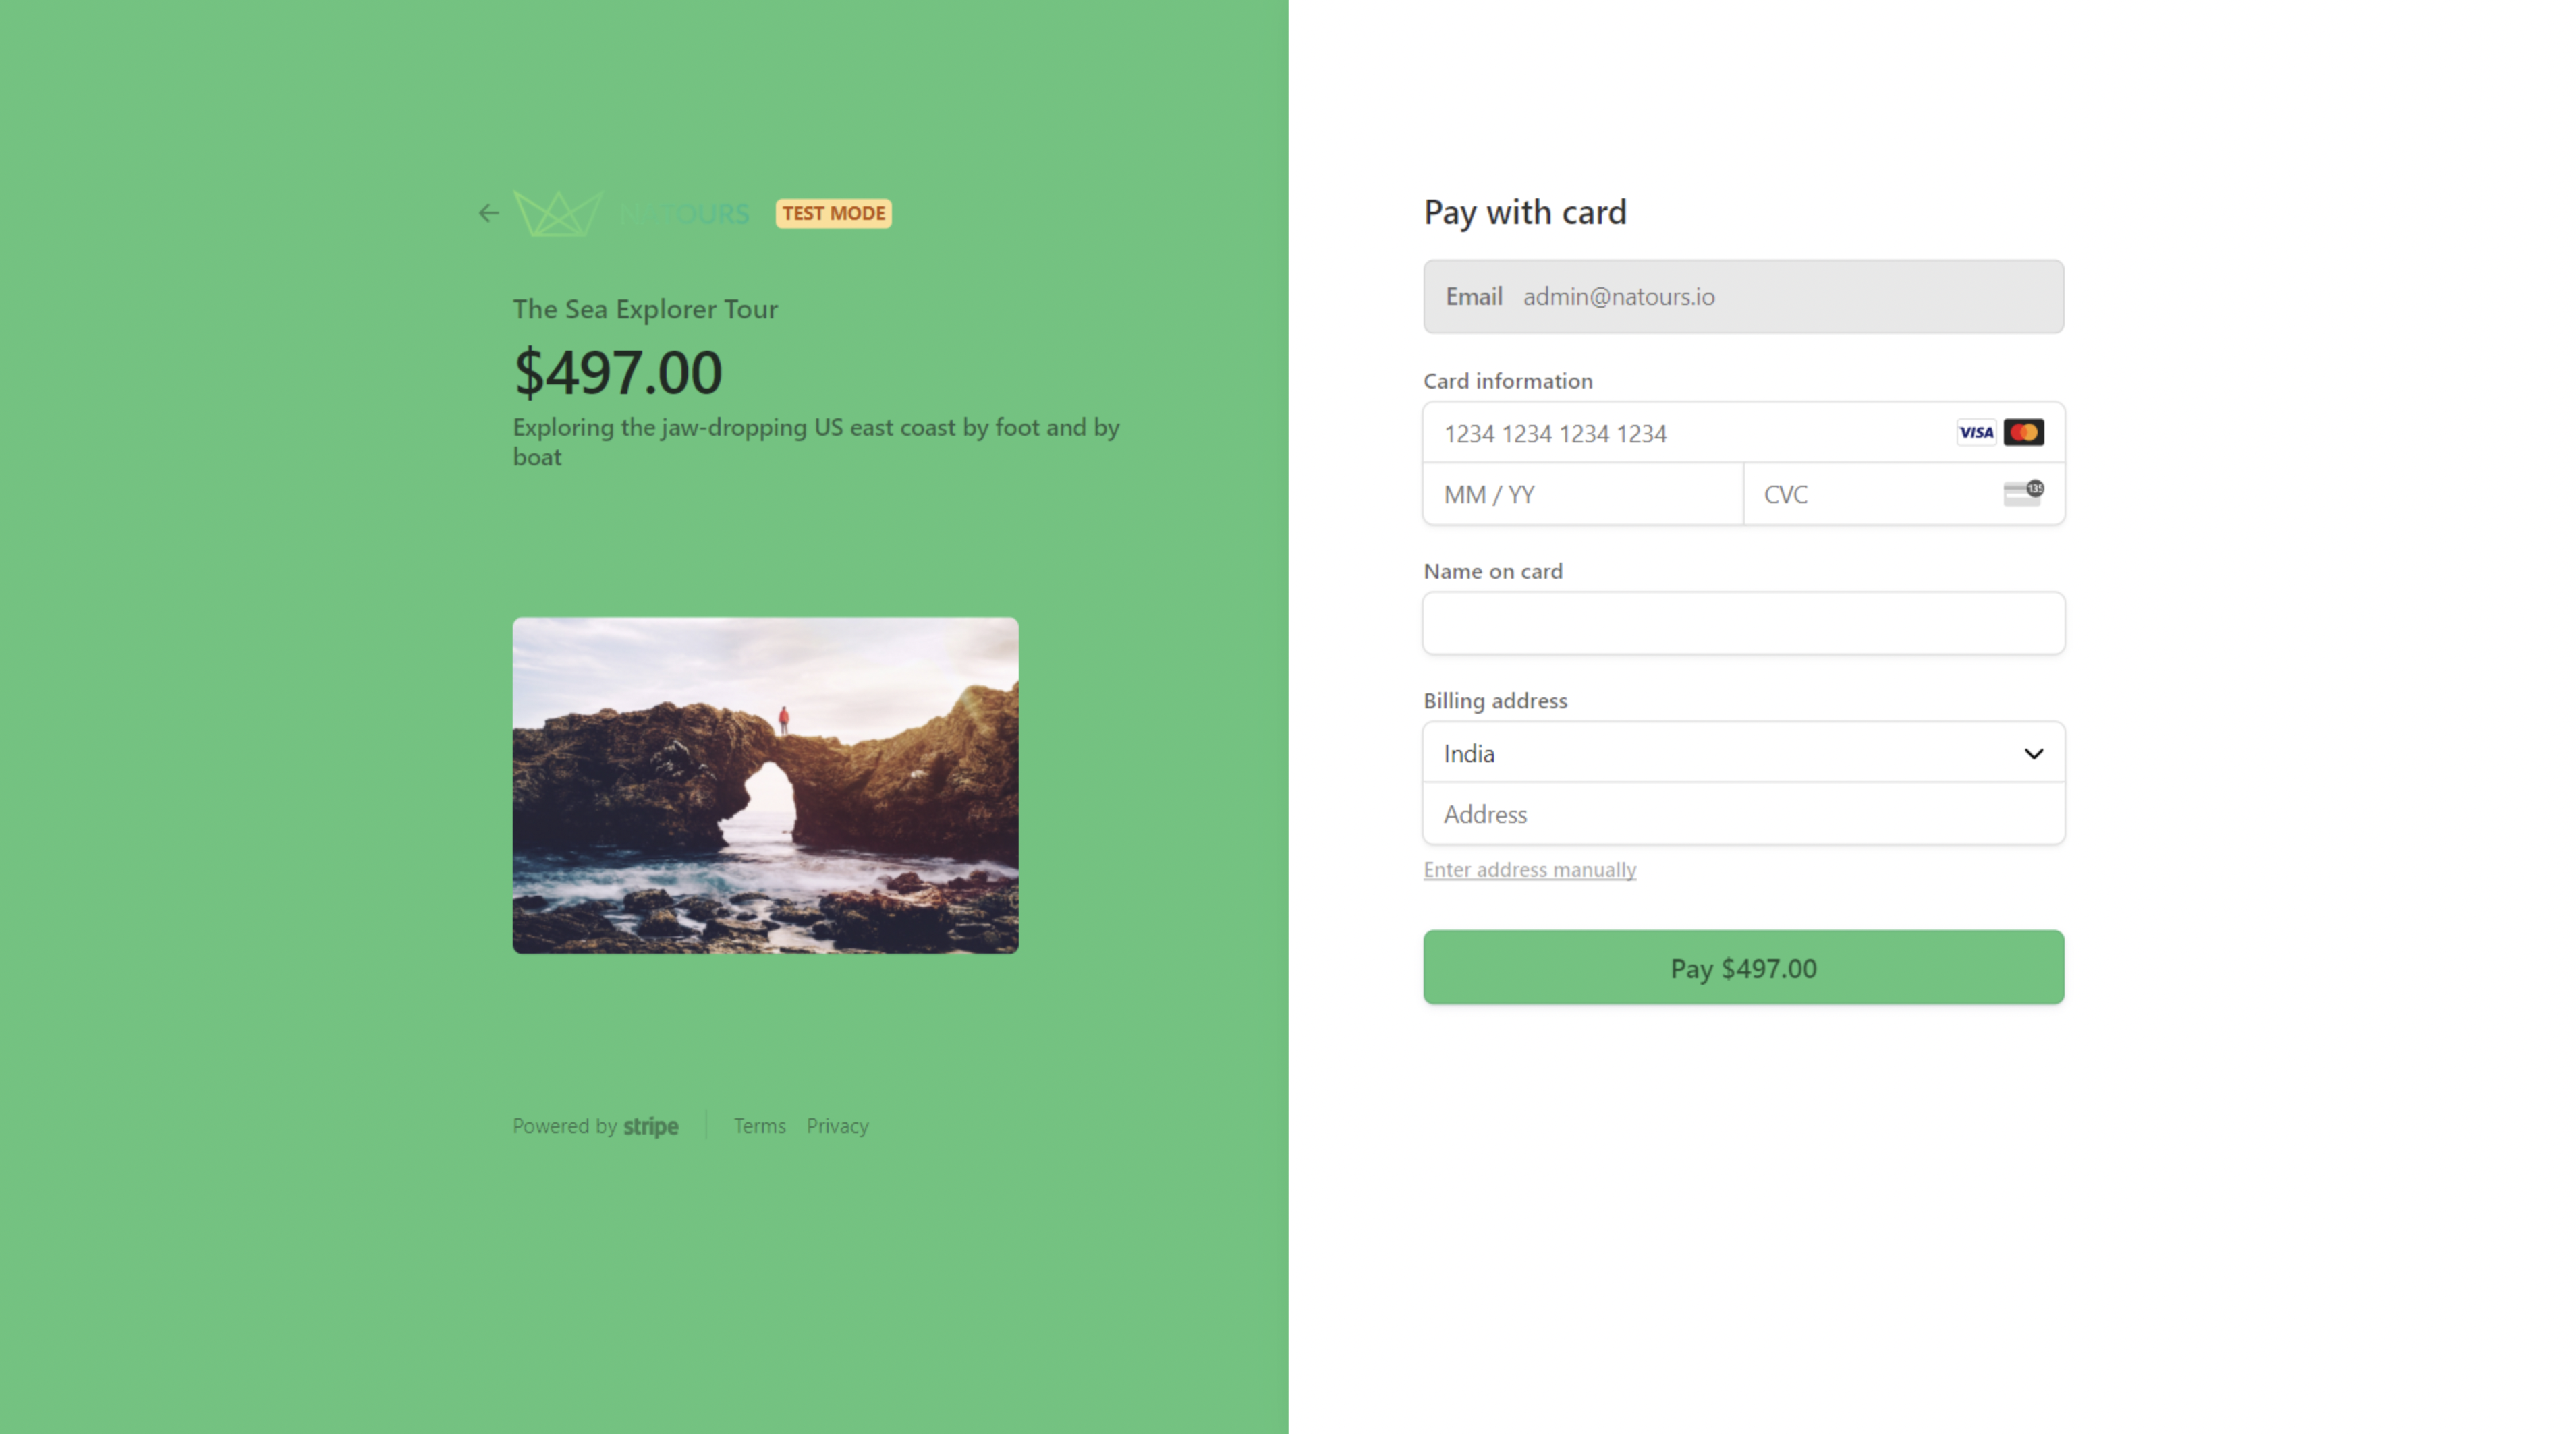 NATOURS TEST MODE
The Sea Explorer Tour
$497.00
Exploring the jaw-dropping US east coast by foot and by
boat
Powered by stripe Terms Privacy
Pay with card
Email admin@natours.io
Card information
1234 1234 1234 1234 VISA
MM / YY CVC 135
Name on card
Billing address
India
Address
Enter address manually
Pay $497.00